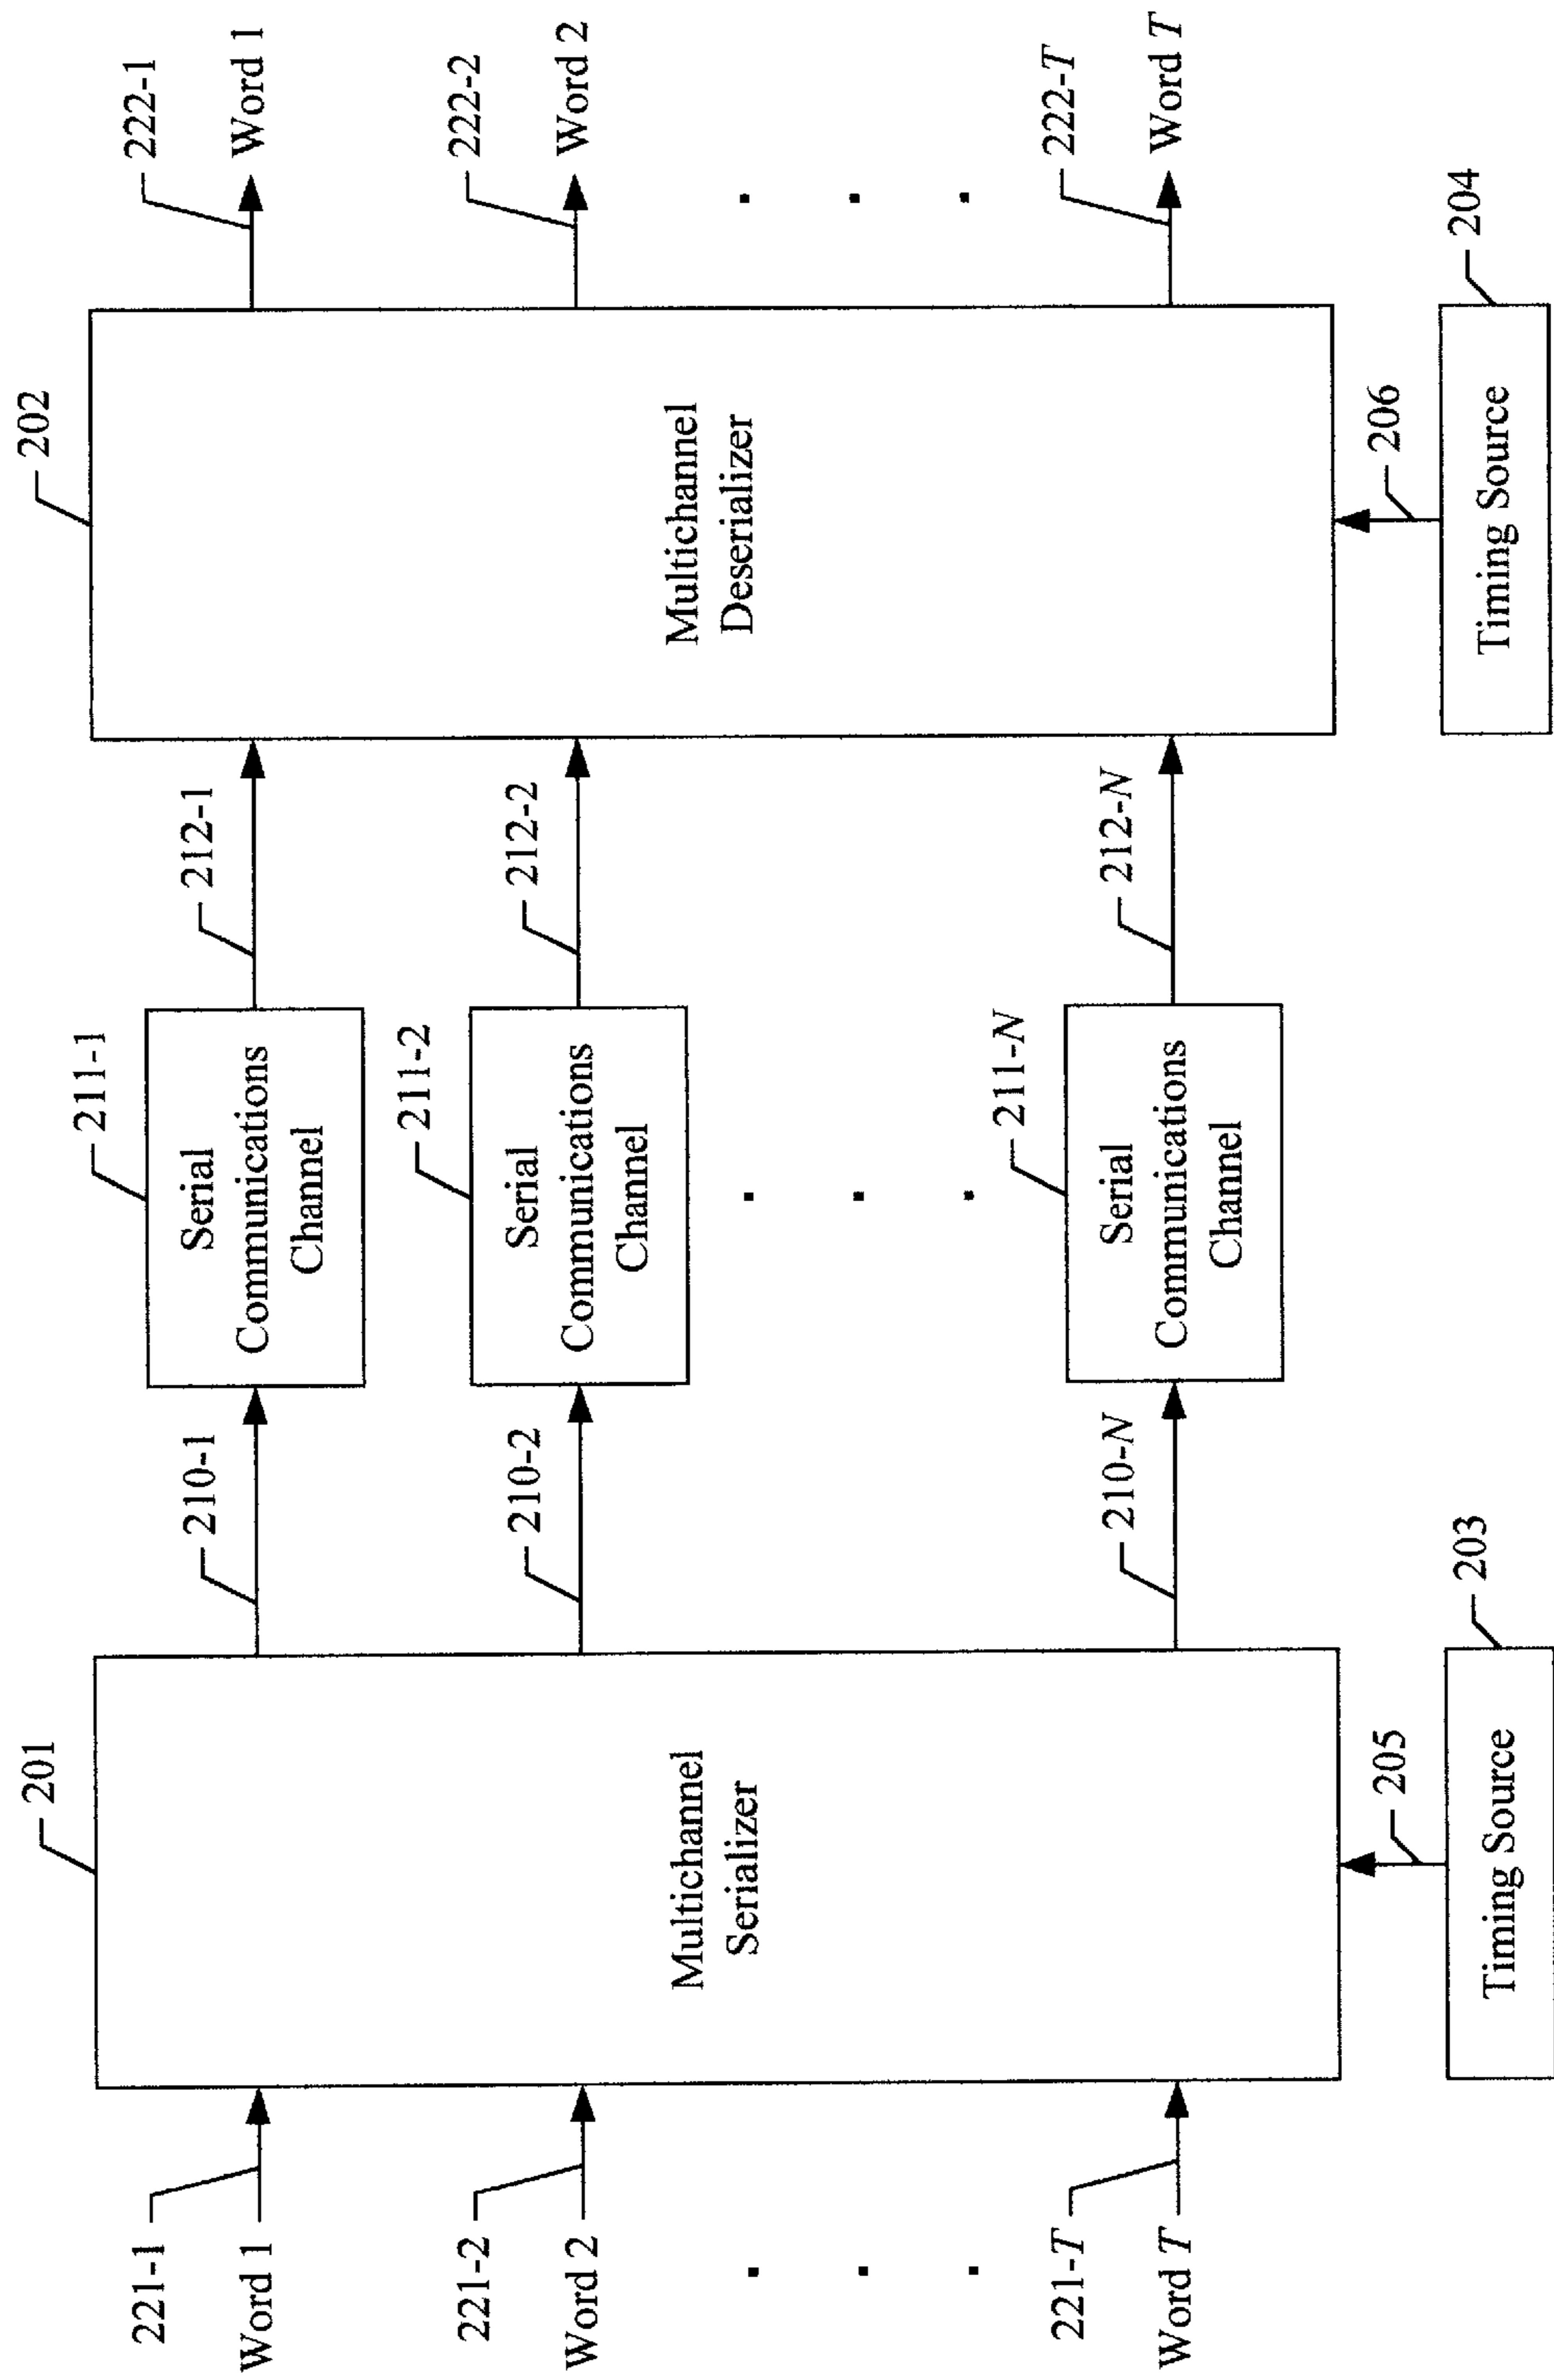 201
202
221-1
Word 1
210-1
211-1
Serial
Communications
Channel
212-1
222-1
Word 1
221-2
Word 2
210-2
211-2
Serial
Communications
Channel
212-2
222-2
Word 2
Multichannel
Serializer
Multichannel
Deserializer
. . .
. . .
. . .
221-T
Word T
210-N
211-N
Serial
Communications
Channel
212-N
222-T
Word T
205
203
Timing Source
206
204
Timing Source